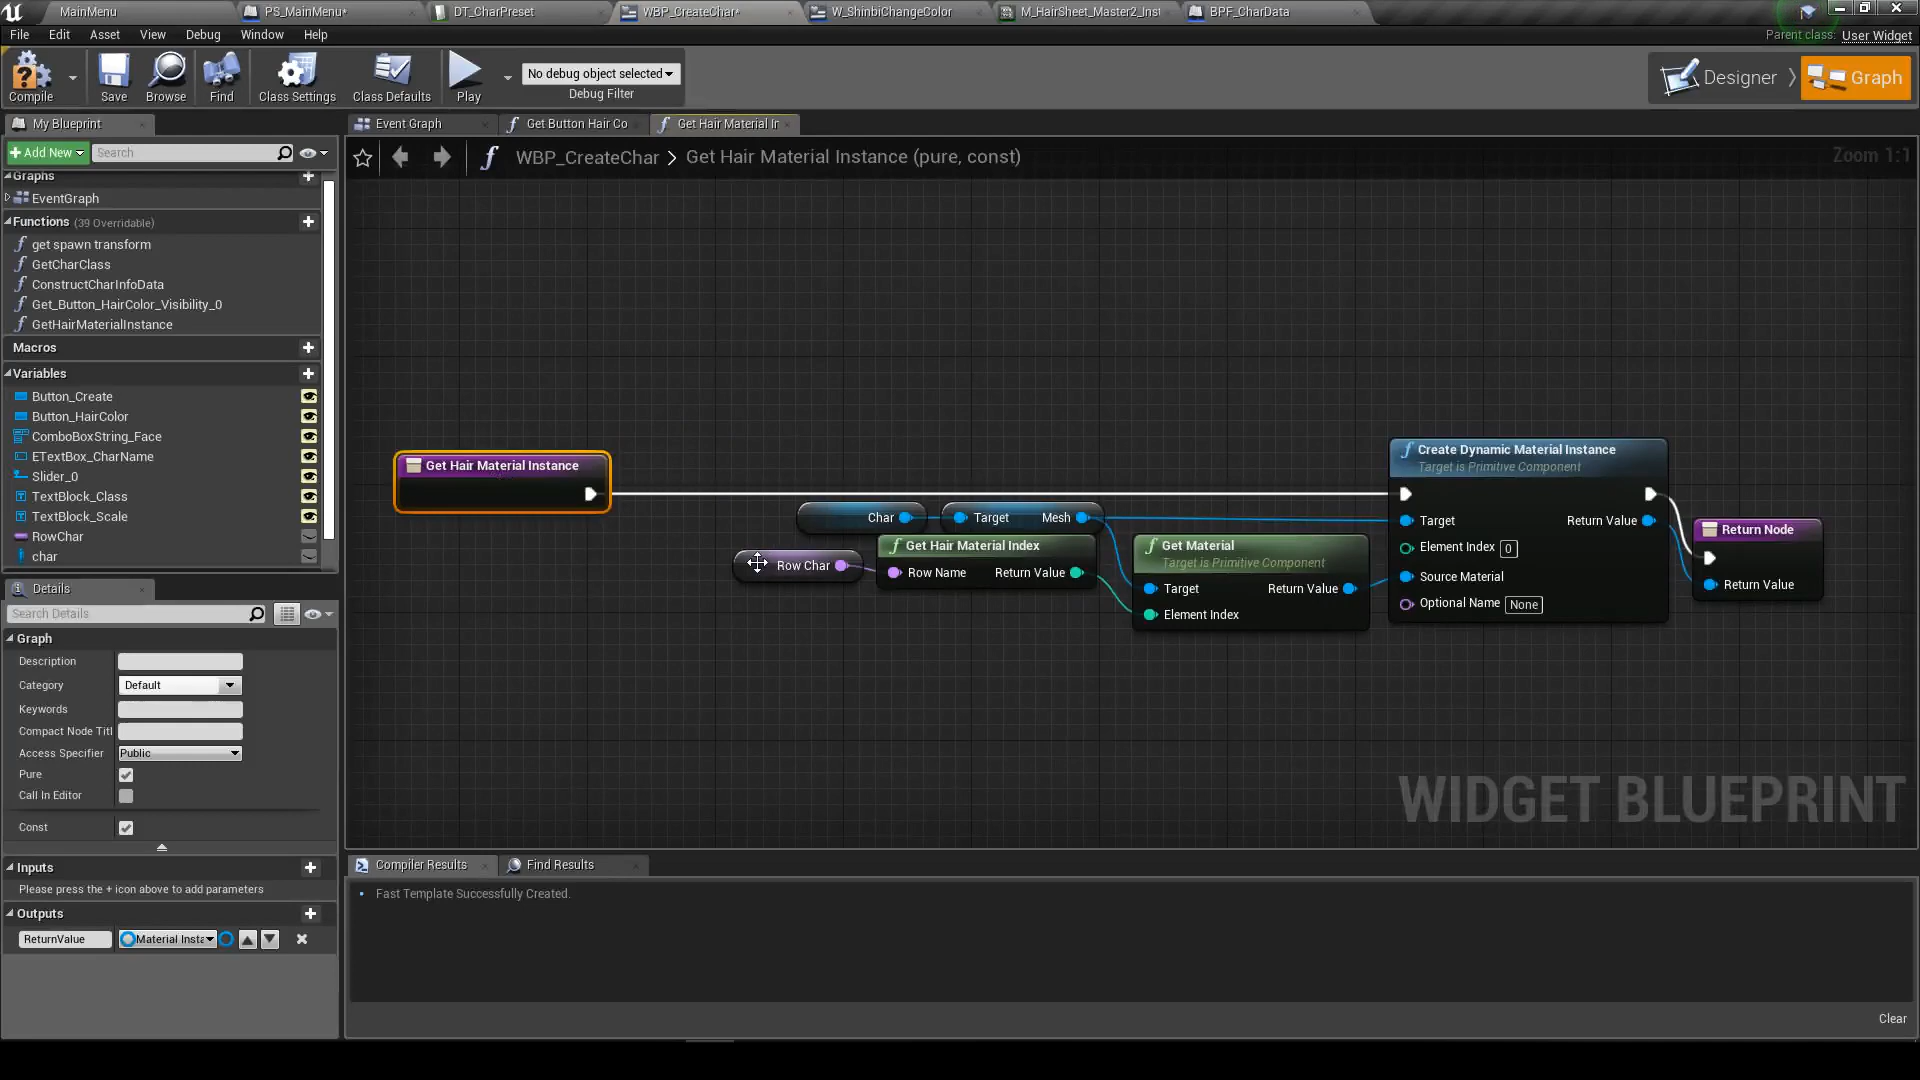 MainMenu
PS_MainMenu*
DT_CharPreset
WBP_CreateChar*
W_ShinbiChangeColor
M_HairSheet_Master2_Inst
BPF_CharData
File
Edit
Asset
View
Debug
Window
Help
Parent class:
User Widget
Compile
Save
Browse
Find
Class Settings
Class Defaults
Play
No debug object selected
Debug Filter
Designer
Graph
My Blueprint
Event Graph
Get Button Hair Co
Get Hair Material Ir
+ Add New
Search
WBP_CreateChar > Get Hair Material Instance (pure, const)
Zoom 1:1
Graphs
EventGraph
Functions (39 Overridable)
get spawn transform
GetCharClass
ConstructCharInfoData
Get_Button_HairColor_Visibility_0
GetHairMaterialInstance
Macros
Variables
Button_Create
Button_HairColor
ComboBoxString_Face
ETextBox_CharName
Slider_0
TextBlock_Class
TextBlock_Scale
RowChar
char
Details
Search Details
Graph
Description
Category
Default
Keywords
Compact Node Titl
Access Specifier
Public
Pure
Call In Editor
Const
Inputs
Please press the + icon above to add parameters
Outputs
ReturnValue
Material Insta
Get Hair Material Instance
Char
Target
Mesh
Row Char
Get Hair Material Index
Row Name
Return Value
Get Material
Target is Primitive Component
Target
Return Value
Element Index
Create Dynamic Material Instance
Target is Primitive Component
Target
Return Value
Element Index 0
Source Material
Optional Name None
Return Node
Return Value
WIDGET BLUEPRINT
Compiler Results
Find Results
• Fast Template Successfully Created.
Clear